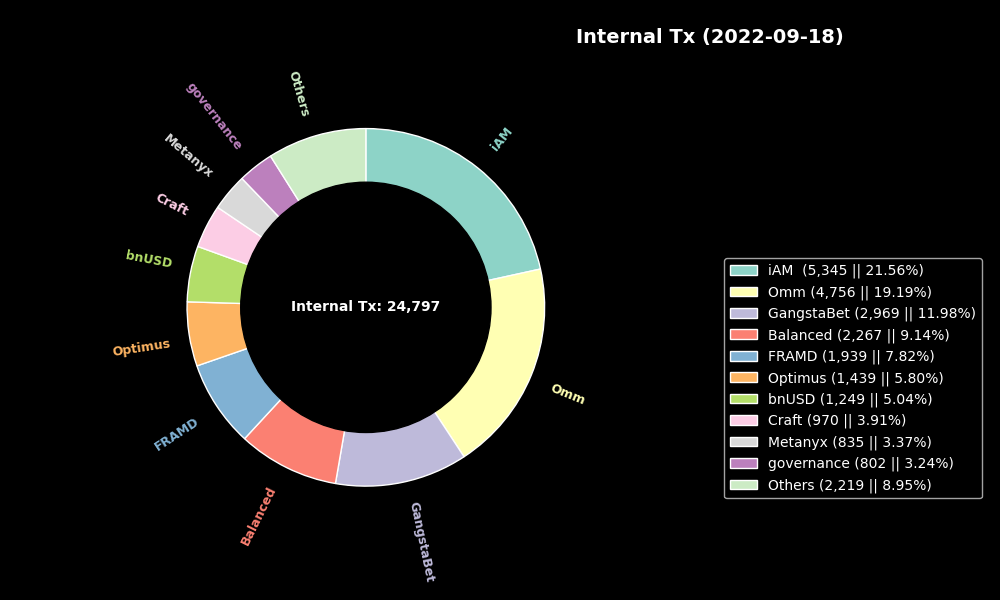 Internal Tx (2022-09-18)
Others
governance
iAM
Metanyx
Craft
bnUSD
Internal Tx: 24,797
Optimus
Omm
FRAMD
Balanced
GangstaBet
iAM  (5,345 || 21.56%)
Omm (4,756 || 19.19%)
GangstaBet (2,969 || 11.98%)
Balanced (2,267 || 9.14%)
FRAMD (1,939 || 7.82%)
Optimus (1,439 || 5.80%)
bnUSD (1,249 || 5.04%)
Craft (970 || 3.91%)
Metanyx (835 || 3.37%)
governance (802 || 3.24%)
Others (2,219 || 8.95%)